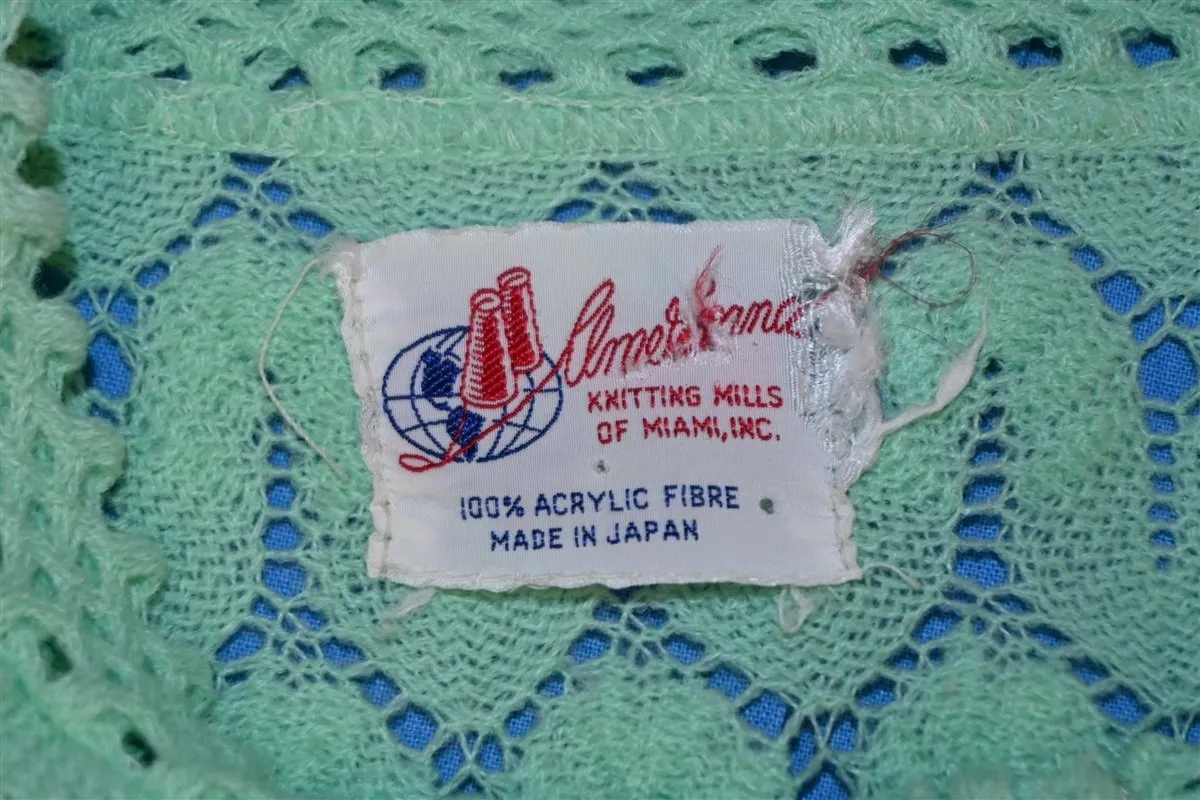 KNITTING MILLS
OF MIAMI, INC.
100% ACRYLIC FIBRE
MADE IN JAPAN